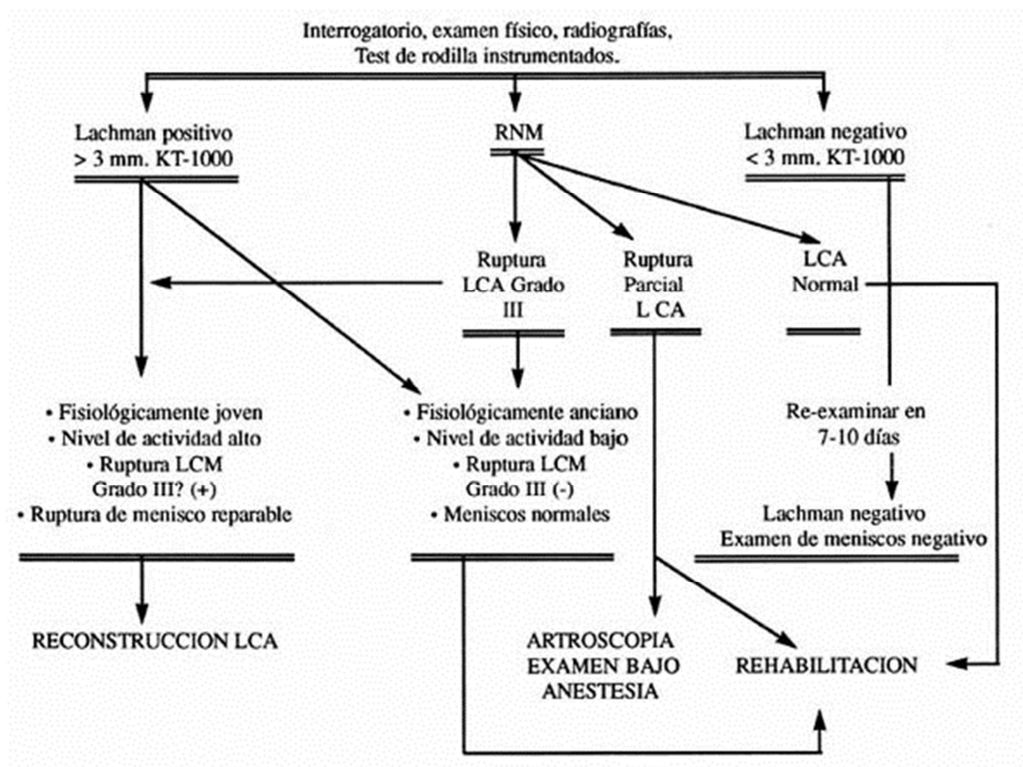 Interrogatorio, examen físico, radiografías,
Test de rodilla instrumentados.
Lachman positivo
> 3 mm. KT-1000
RNM
Lachman negativo
< 3 mm. KT-1000
Ruptura
LCA Grado
III
Ruptura
Parcial
L CA
LCA
Normal
• Fisiológicamente joven
• Nivel de actividad alto
• Ruptura LCM
Grado III? (+)
• Ruptura de menisco reparable
• Fisiológicamente anciano
• Nivel de actividad bajo
• Ruptura LCM
Grado III (-)
• Meniscos normales
Re-examinar en
7-10 días
Lachman negativo
Examen de meniscos negativo
RECONSTRUCCION LCA
ARTROSCOPIA
EXAMEN BAJO
ANESTESIA
REHABILITACION